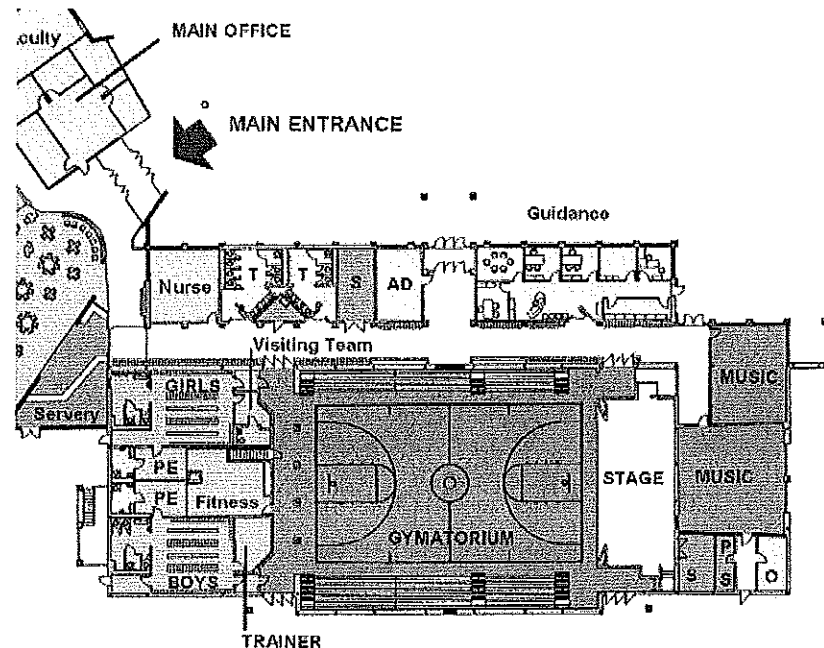 culty
MAIN OFFICE
MAIN ENTRANCE
Guidance
Nurse
T
T
S
AD
Visiting Team
GIRLS
MUSIC
Servery
PE
PE
Fitness
STAGE
MUSIC
GYMATORIUM
BOYS
S
P
S
O
TRAINER